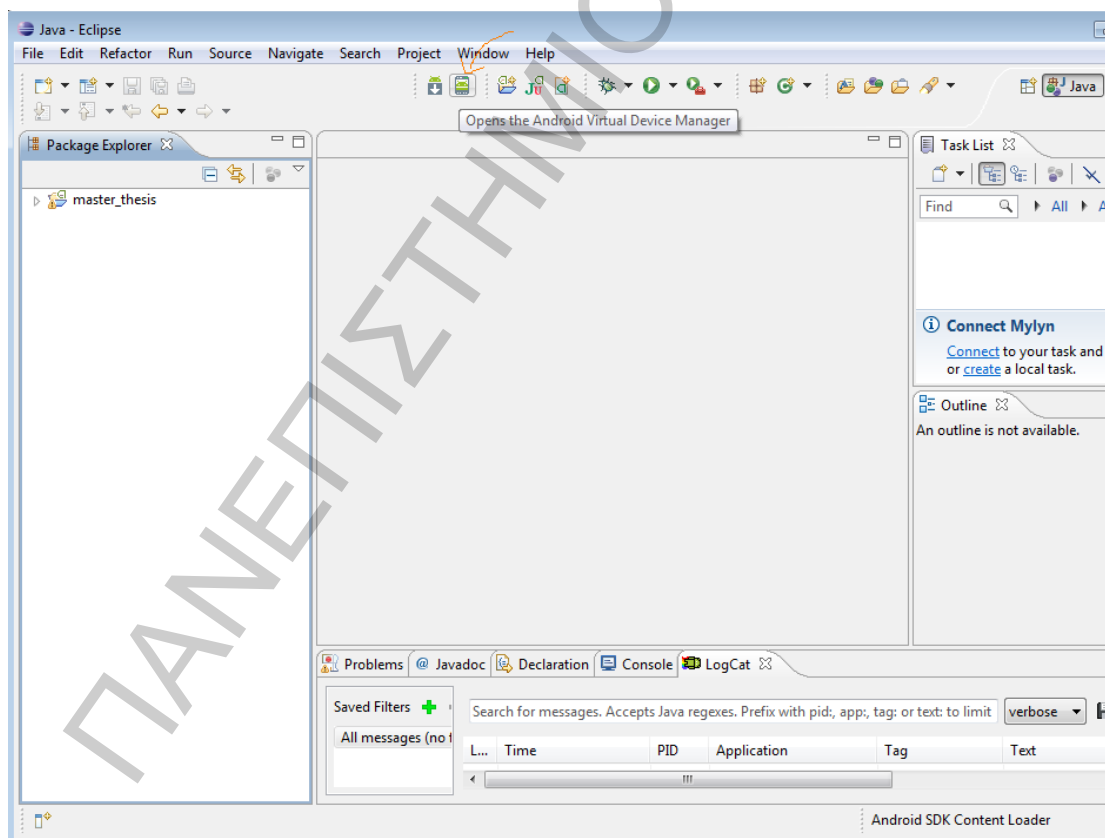 Java - Eclipse
File Edit Refactor Run Source Navigate Search Project Window Help
Java
Opens the Android Virtual Device Manager
Package Explorer
Task List
master_thesis
Find
All
Connect Mylyn
Connect to your task and
or create a local task.
Outline
An outline is not available.
Problems @ Javadoc Declaration Console LogCat
Saved Filters
Search for messages. Accepts Java regexes. Prefix with pid:, app:, tag: or text: to limit
verbose
All messages (no
L... Time PID Application Tag Text
Android SDK Content Loader
ΠΑΝΕΠΙΣΤΗΜΙΟ